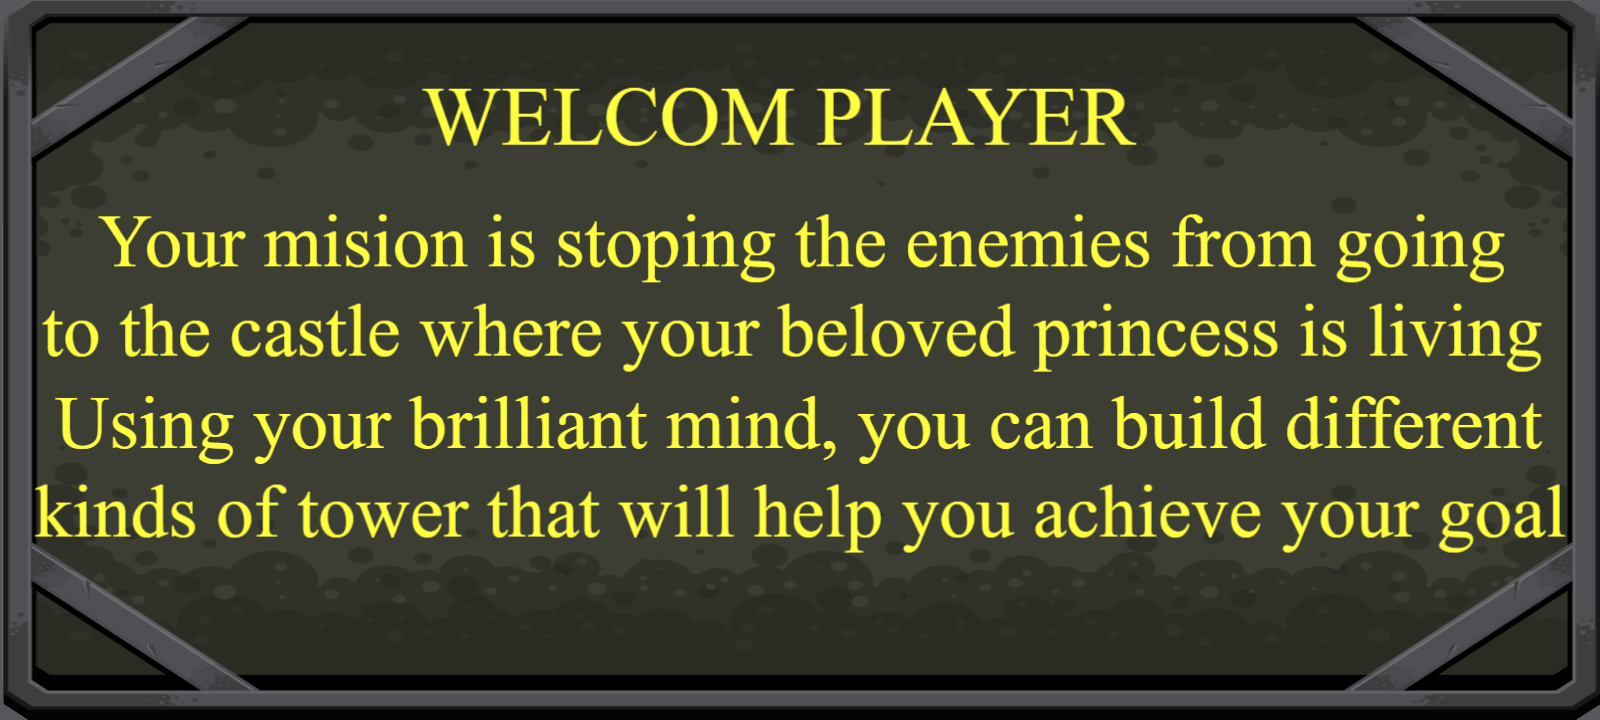 WELCOM PLAYER
Your mision is stoping the enemies from going
to the castle where your beloved princess is living
Using your brilliant mind, you can build different
kinds of tower that will help you achieve your goal